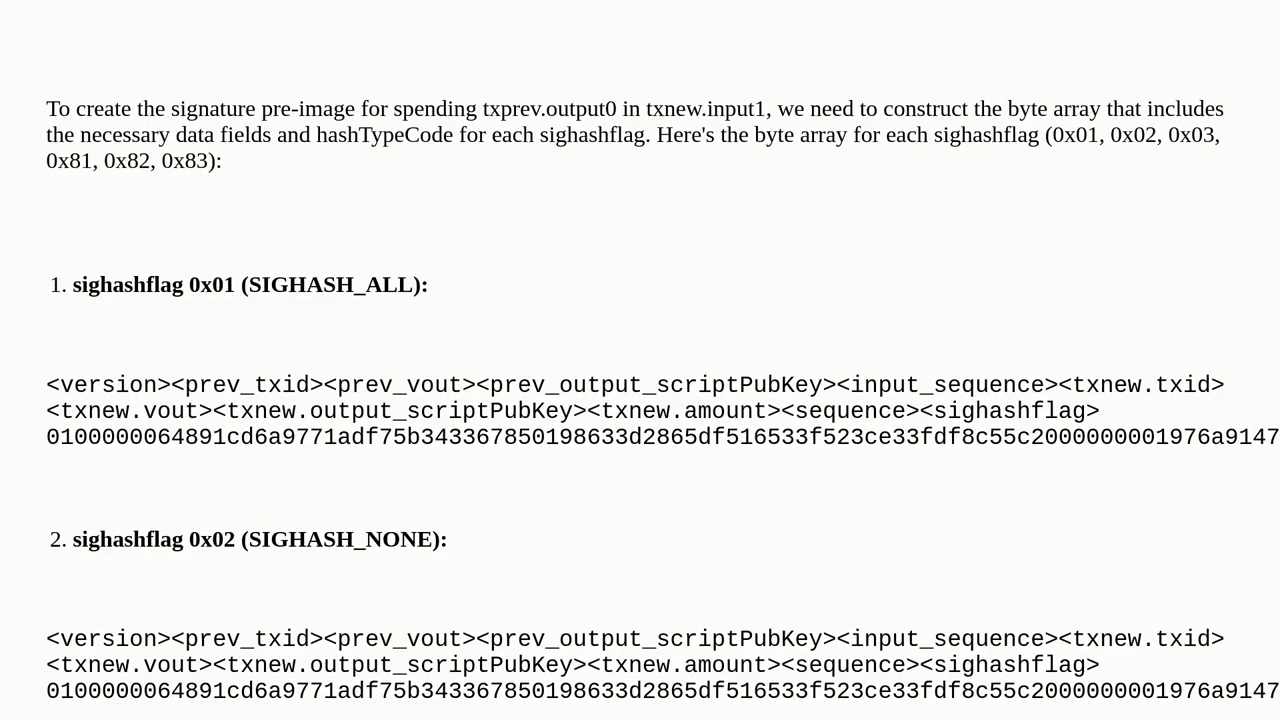 To create the signature pre-image for spending txprev.output0 in txnew.input1, we need to construct the byte array that includes
the necessary data fields and hashTypeCode for each sighashflag. Here's the byte array for each sighashflag (0x01, 0x02, 0x03,
0x81, 0x82, 0x83):
1. sighashflag 0x01 (SIGHASH_ALL):
<version><prev_txid><prev_vout><prev_output_scriptPubKey><input_sequence><txnew.txid>
<txnew.vout><txnew.output_scriptPubKey><txnew.amount><sequence><sighashflag>
0100000064891cd6a9771adf75b343367850198633d2865df516533f523ce33fdf8c55c2000000001976a9147
2. sighashflag 0x02 (SIGHASH_NONE):
<version><prev_txid><prev_vout><prev_output_scriptPubKey><input_sequence><txnew.txid>
<txnew.vout><txnew.output_scriptPubKey><txnew.amount><sequence><sighashflag>
0100000064891cd6a9771adf75b343367850198633d2865df516533f523ce33fdf8c55c2000000001976a9147